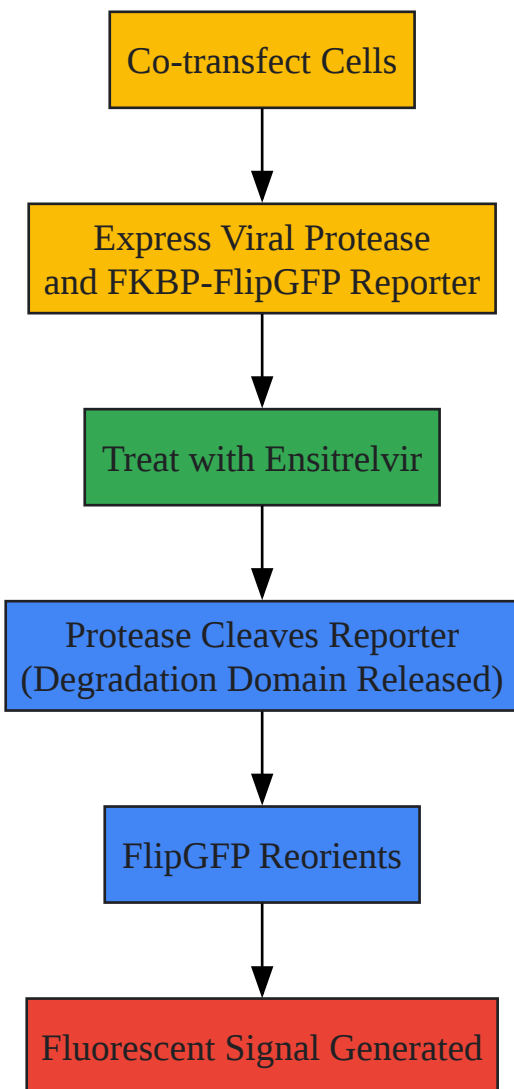 Co-transfect Cells
Express Viral Protease
and FKBP-FlipGFP Reporter
Treat with Ensitrelvir
Protease Cleaves Reporter
(Degradation Domain Released)
FlipGFP Reorients
Fluorescent Signal Generated